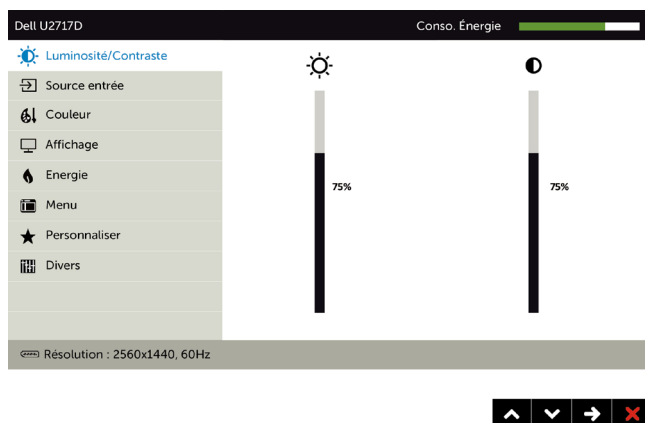 Dell U2717D
Conso. Énergie
Luminosité/Contraste
Source entrée
Couleur
Affichage
Energie
Menu
Personnaliser
Divers
75%
75%
Résolution : 2560x1440, 60Hz